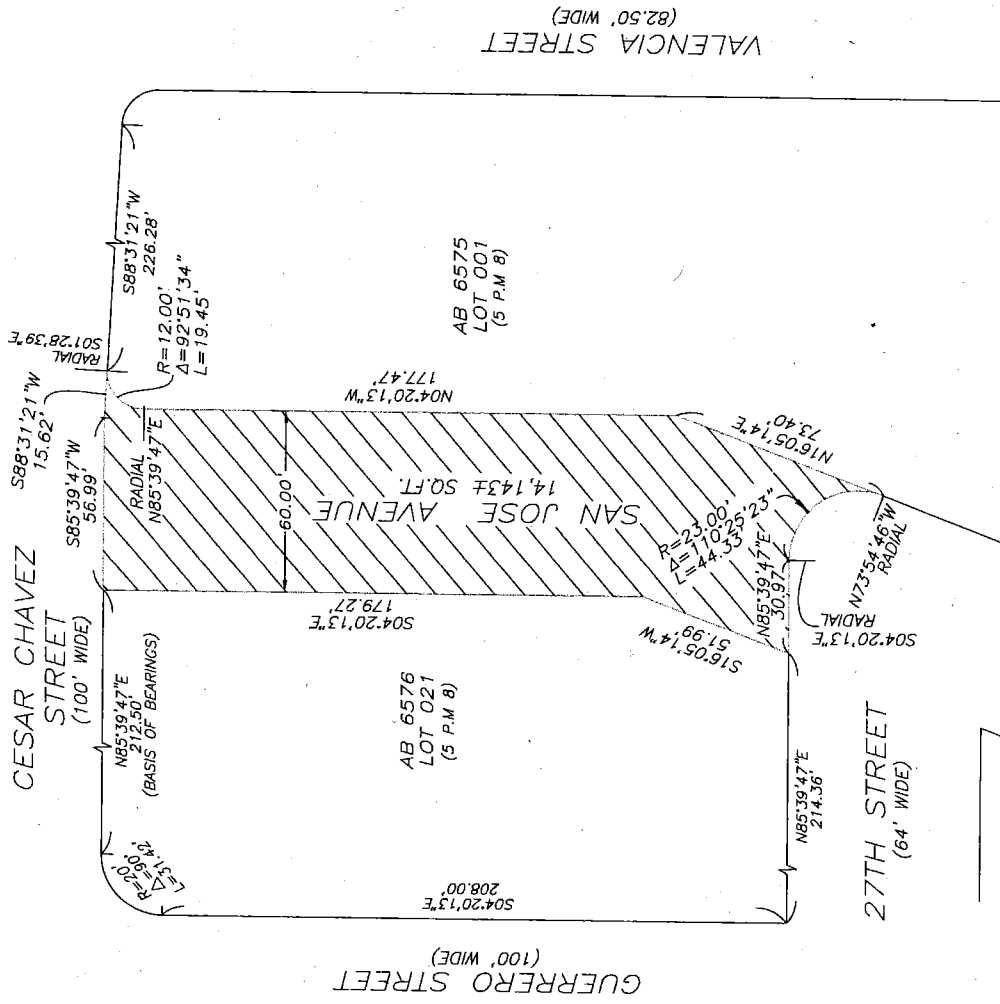 VALENCIA STREET
(82.50' WIDE)
CESAR CHAVEZ
STREET
(100' WIDE)
S88°31'21"W
15.62'
S01°28'39"E
RADIAL
S88°31'21"W
226.28'
R=12.00'
Δ=92°51'34"
L=19.45'
S85°39'47"W
56.99'
RADIAL
N85°39'47"E
N85°39'47"E
212.50'
(BASIS OF BEARINGS)
R=20'
Δ=90°
L=31.42'
60.00'
N04°20'13"W
177.47'
AB 6575
LOT 001
(5 P.M 8)
SAN JOSE AVENUE
14,143± SQ.FT.
S04°20'13"E
179.27'
AB 6576
LOT 021
(5 P.M 8)
S04°20'13"E
208.00'
GUERRERO STREET
(100' WIDE)
N16°05'14"E
73.40'
R=23.00'
Δ=110°25'23"
L=44.33'
S16°05'14"W
51.99'
N85°39'47"E
30.97'
N73°54'46"W
RADIAL
S04°20'13"E
RADIAL
N85°39'47"E
214.36'
27TH STREET
(64' WIDE)